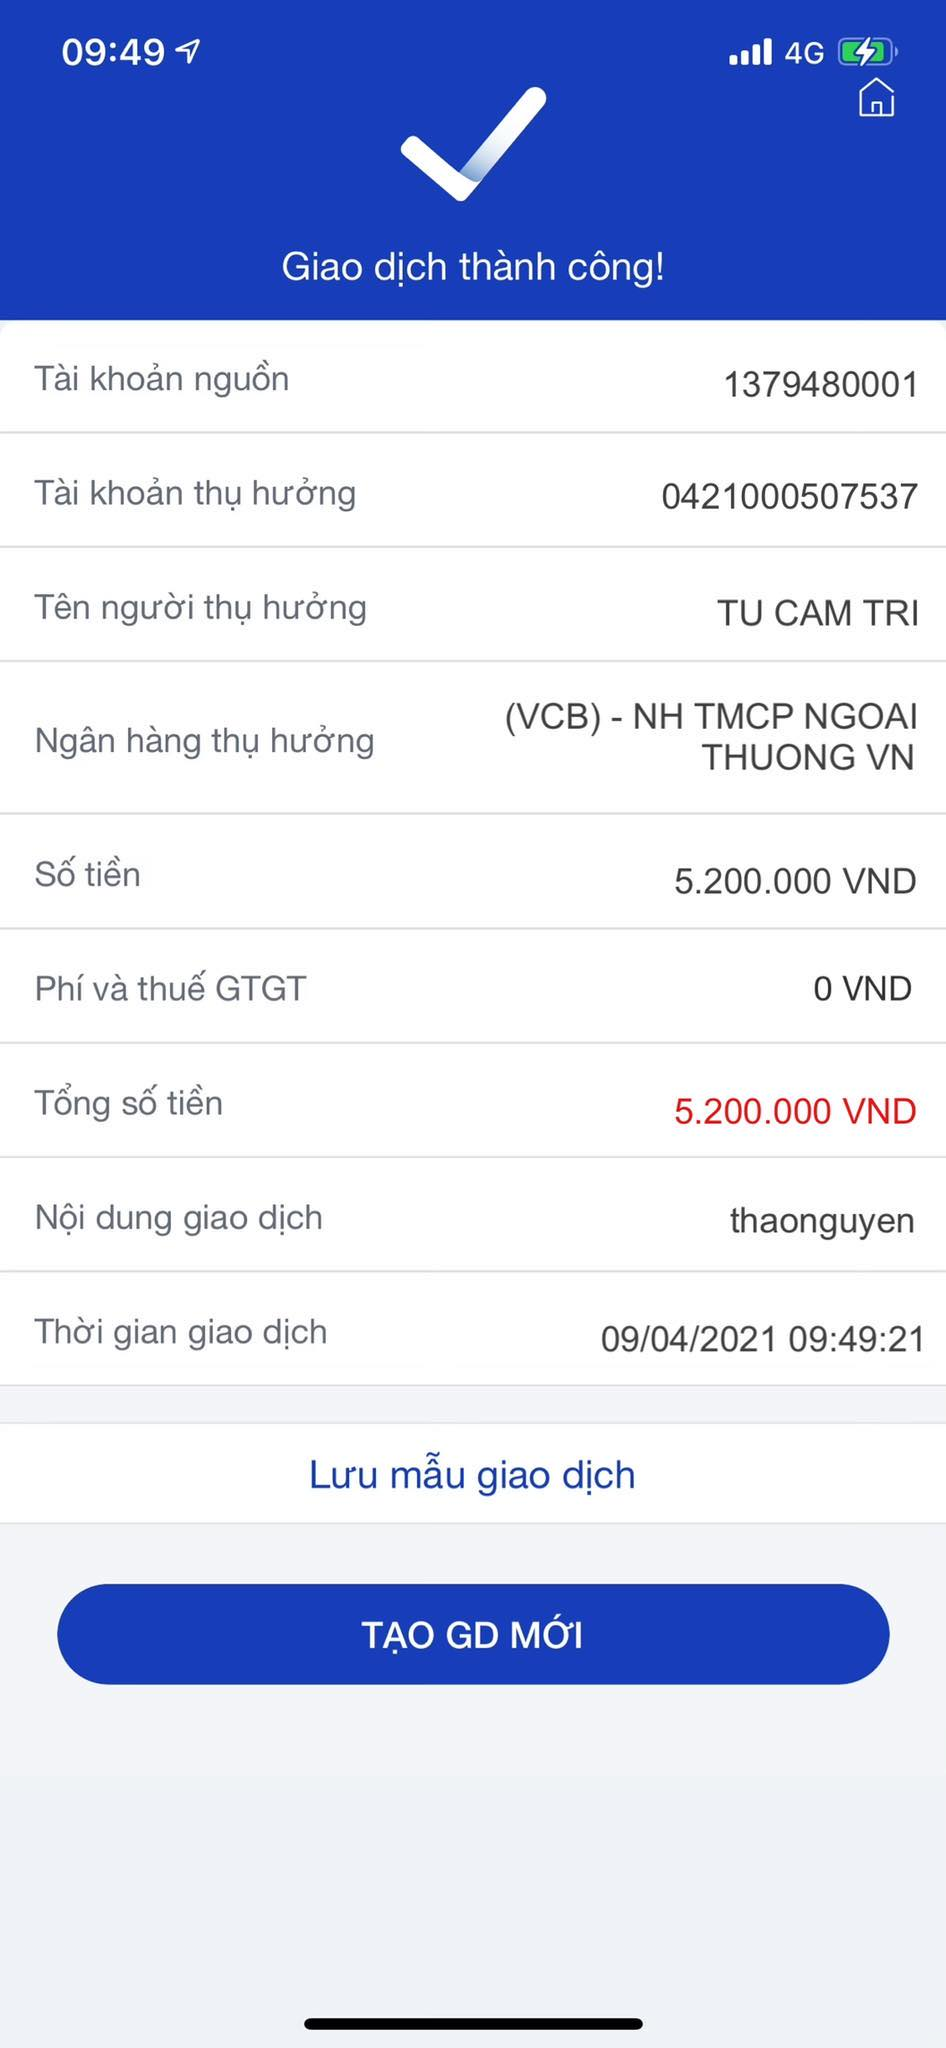 09:49
4G
Giao dịch thành công!
Tài khoản nguồn
1379480001
Tài khoản thụ hưởng
0421000507537
Tên người thụ hưởng
TU CAM TRI
Ngân hàng thụ hưởng
(VCB) - NH TMCP NGOAI
THUONG VN
Số tiền
5.200.000 VND
Phí và thuế GTGT
0 VND
Tổng số tiền
5.200.000 VND
Nội dung giao dịch
thaonguyen
Thời gian giao dịch
09/04/2021 09:49:21
Lưu mẫu giao dịch
TẠO GD MỚI